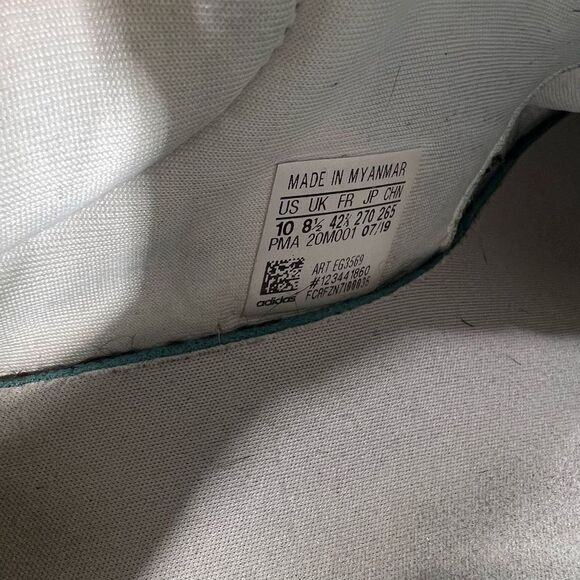 MADE IN MYANMAR
US UK FR JP CHN
10 8½ 42⅔ 270 265
PMA 20M001 07/19
ART EG3569
#123441860
adidas FCRFZN7I00035